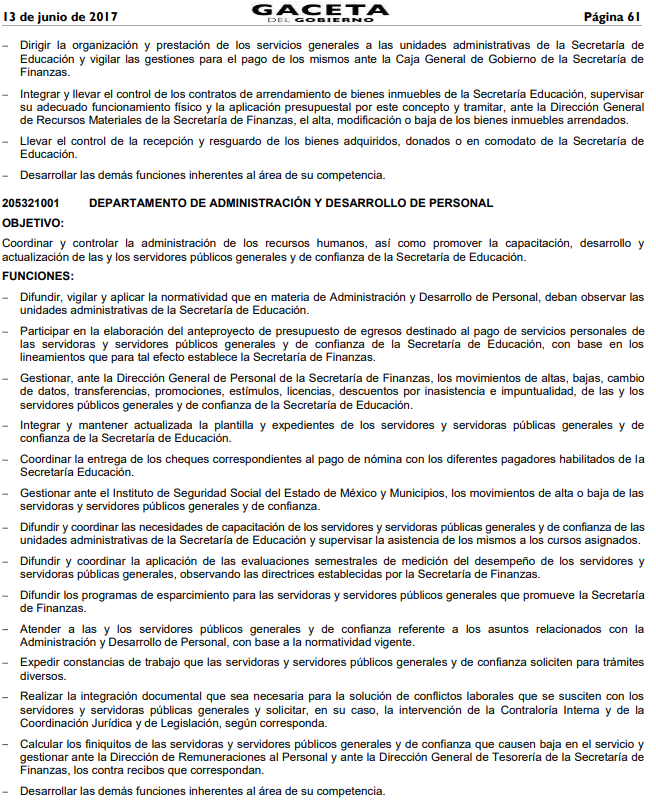 13 de junio de 2017
GACETA
DEL GOBIERNO
Página 61
− Dirigir la organización y prestación de los servicios generales a las unidades administrativas de la Secretaría de
Educación y vigilar las gestiones para el pago de los mismos ante la Caja General de Gobierno de la Secretaría de
Finanzas.
− Integrar y llevar el control de los contratos de arrendamiento de bienes inmuebles de la Secretaría Educación, supervisar
su adecuado funcionamiento físico y la aplicación presupuestal por este concepto y tramitar, ante la Dirección General
de Recursos Materiales de la Secretaría de Finanzas, el alta, modificación o baja de los bienes inmuebles arrendados.
− Llevar el control de la recepción y resguardo de los bienes adquiridos, donados o en comodato de la Secretaría de
Educación.
− Desarrollar las demás funciones inherentes al área de su competencia.
205321001 DEPARTAMENTO DE ADMINISTRACIÓN Y DESARROLLO DE PERSONAL
OBJETIVO:
Coordinar y controlar la administración de los recursos humanos, así como promover la capacitación, desarrollo y
actualización de las y los servidores públicos generales y de confianza de la Secretaría de Educación.
FUNCIONES:
− Difundir, vigilar y aplicar la normatividad que en materia de Administración y Desarrollo de Personal, deban observar las
unidades administrativas de la Secretaría de Educación.
− Participar en la elaboración del anteproyecto de presupuesto de egresos destinado al pago de servicios personales de
las servidoras y servidores públicos generales y de confianza de la Secretaría de Educación, con base en los
lineamientos que para tal efecto establece la Secretaría de Finanzas.
− Gestionar, ante la Dirección General de Personal de la Secretaría de Finanzas, los movimientos de altas, bajas, cambio
de datos, transferencias, promociones, estímulos, licencias, descuentos por inasistencia e impuntualidad, de las y los
servidores públicos generales y de confianza de la Secretaría de Educación.
− Integrar y mantener actualizada la plantilla y expedientes de los servidores y servidoras públicas generales y de
confianza de la Secretaría de Educación.
− Coordinar la entrega de los cheques correspondientes al pago de nómina con los diferentes pagadores habilitados de la
Secretaría Educación.
− Gestionar ante el Instituto de Seguridad Social del Estado de México y Municipios, los movimientos de alta o baja de las
servidoras y servidores públicos generales y de confianza.
− Difundir y coordinar las necesidades de capacitación de los servidores y servidoras públicas generales y de confianza de las
unidades administrativas de la Secretaría de Educación y supervisar la asistencia de los mismos a los cursos asignados.
− Difundir y coordinar la aplicación de las evaluaciones semestrales de medición del desempeño de los servidores y
servidoras públicas generales, observando las directrices establecidas por la Secretaría de Finanzas.
− Difundir los programas de esparcimiento para las servidoras y servidores públicos generales que promueve la Secretaría
de Finanzas.
− Atender a las y los servidores públicos generales y de confianza referente a los asuntos relacionados con la
Administración y Desarrollo de Personal, con base a la normatividad vigente.
− Expedir constancias de trabajo que las servidoras y servidores públicos generales y de confianza soliciten para trámites
diversos.
− Realizar la integración documental que sea necesaria para la solución de conflictos laborales que se susciten con los
servidores y servidoras públicas generales y solicitar, en su caso, la intervención de la Contraloría Interna y de la
Coordinación Jurídica y de Legislación, según corresponda.
− Calcular los finiquitos de las servidoras y servidores públicos generales y de confianza que causen baja en el servicio y
gestionar ante la Dirección de Remuneraciones al Personal y ante la Dirección General de Tesorería de la Secretaría de
Finanzas, los contra recibos que correspondan.
− Desarrollar las demás funciones inherentes al área de su competencia.